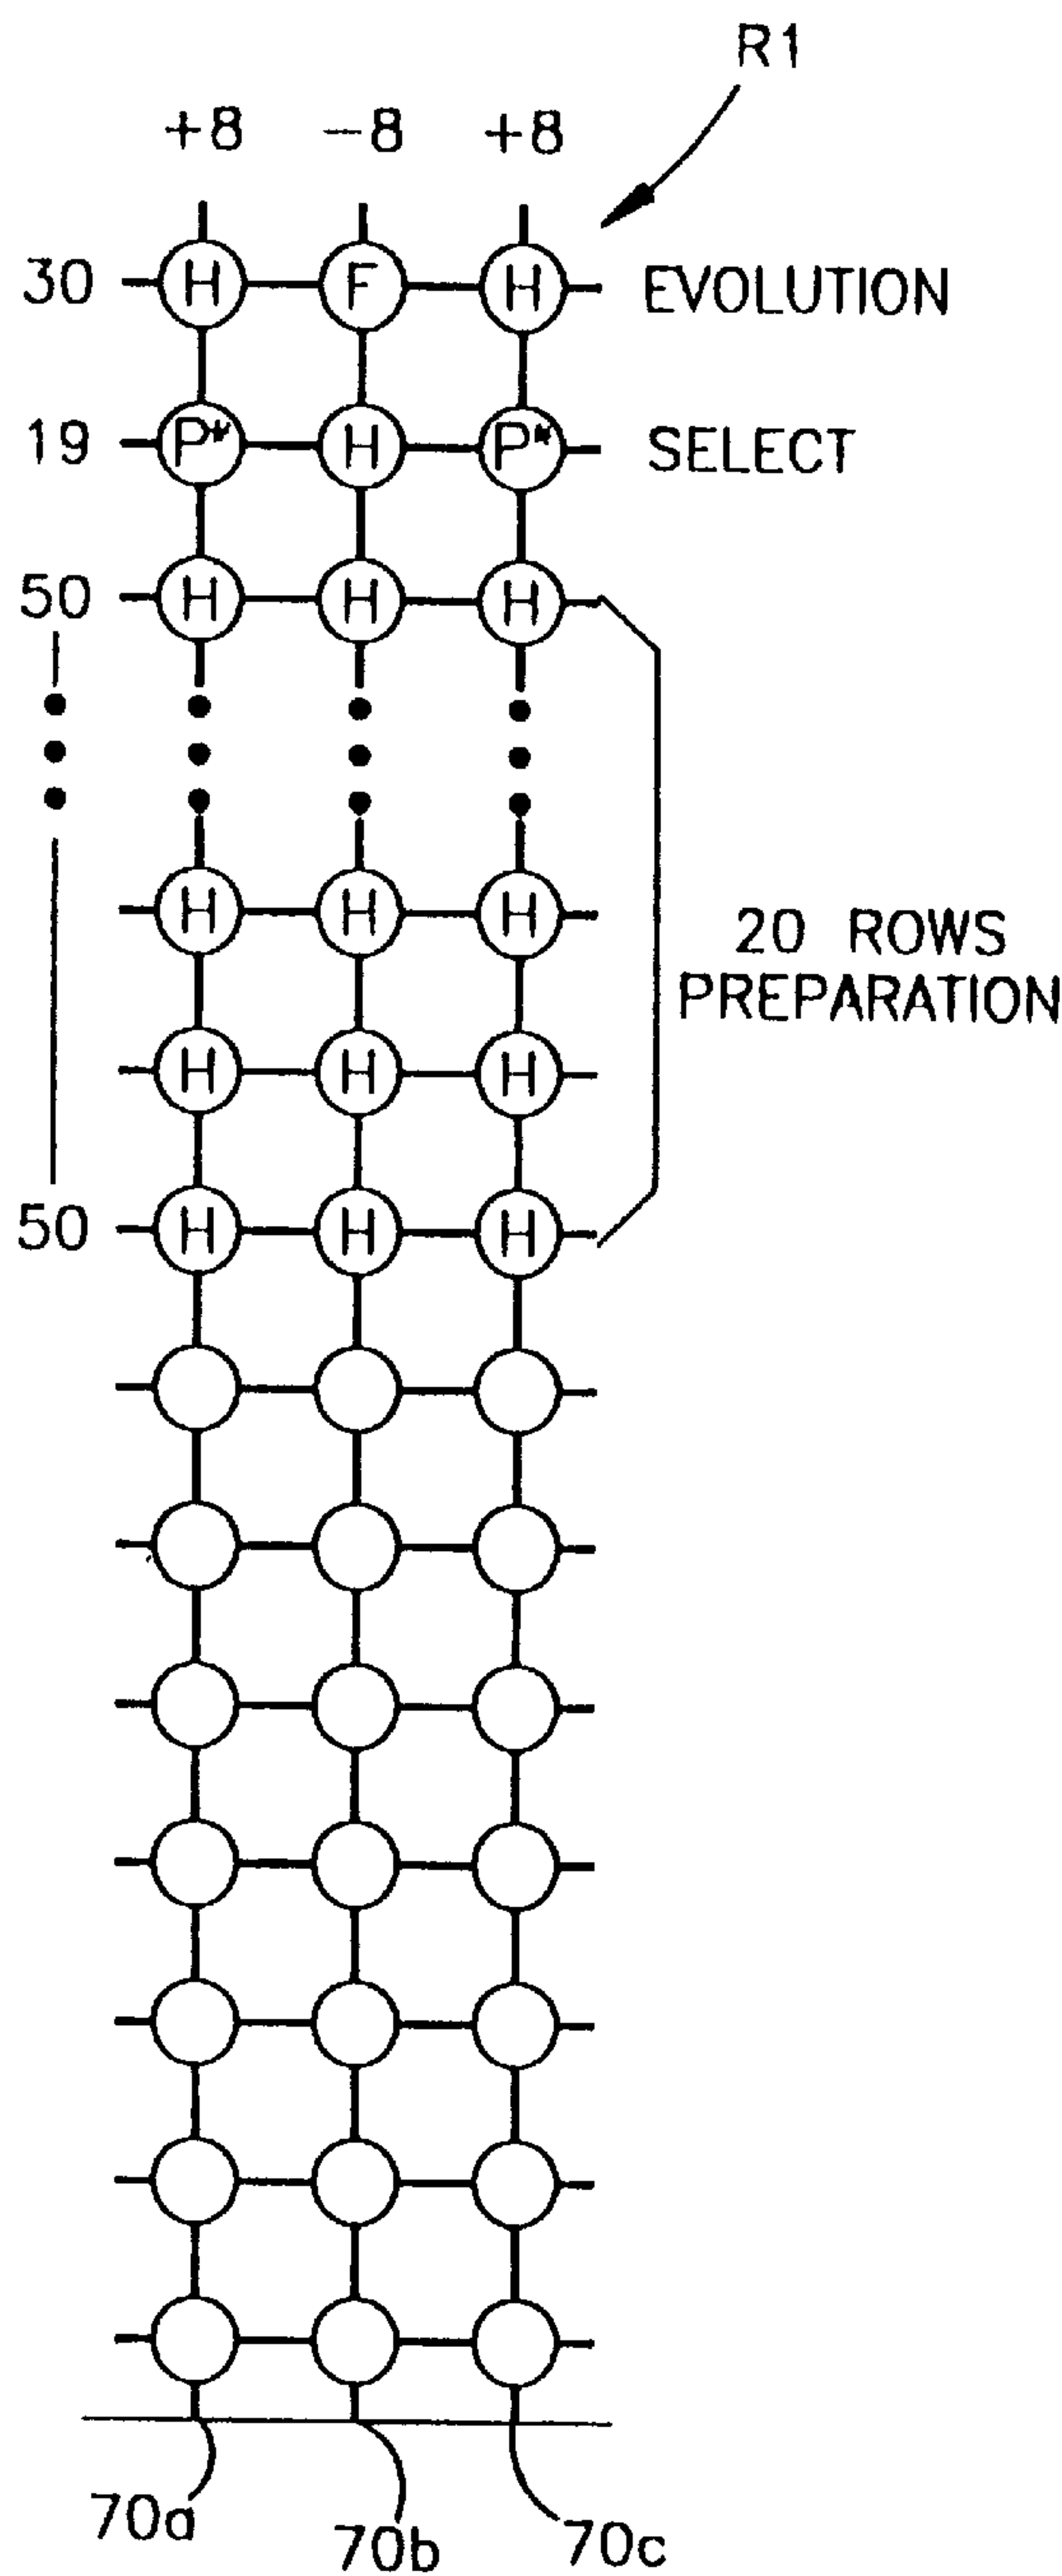 R1
+8 -8 +8
30 H F H EVOLUTION
19 P* H P* SELECT
50 H H H
H H H
20 ROWS
PREPARATION
H H H
50 H H H
70a 70b 70c